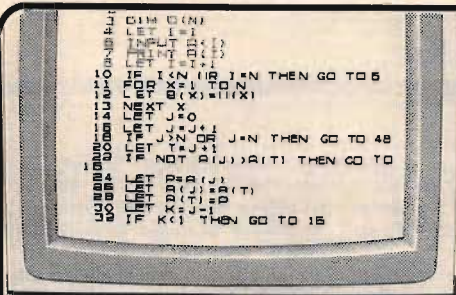 3 DIM B(N)
4 LET I=1
6 INPUT A(I)
7 PRINT A(I)
8 LET I=I+1
10 IF I<N OR I=N THEN GO TO 6
11 FOR X=1 TO N
12 LET B(X)=
13 NEXT X
14 LET J=0
15 LET J=J+1
18 IF J>N OR J=N THEN GO TO 48
20 LET T=J+1
22 IF NOT A(J)>A(T) THEN GO TO
15
24 LET P=A(J)
26 LET A(J)=A(T)
28 LET A(T)=P
30 LET X=J-1
32 IF K<1 THEN GO TO 15